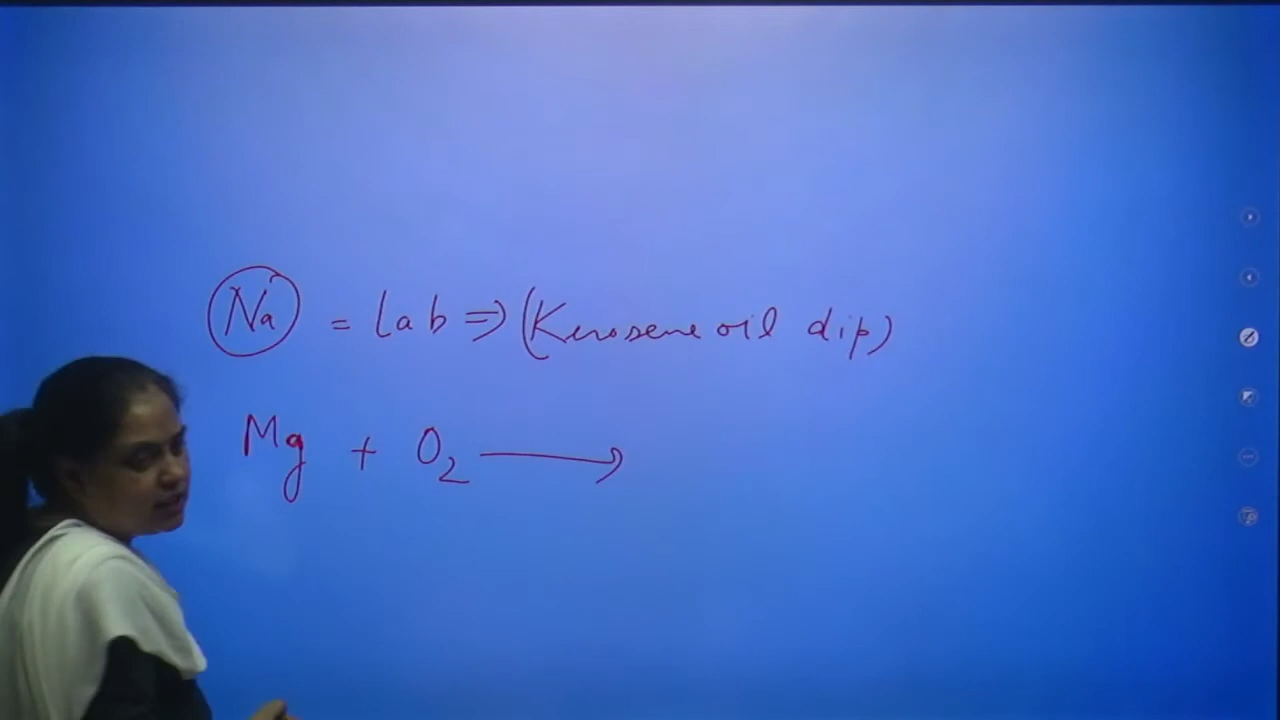 Na = Lab ⇒ (Kerosene oil dip)
Mg + O₂ ⟶